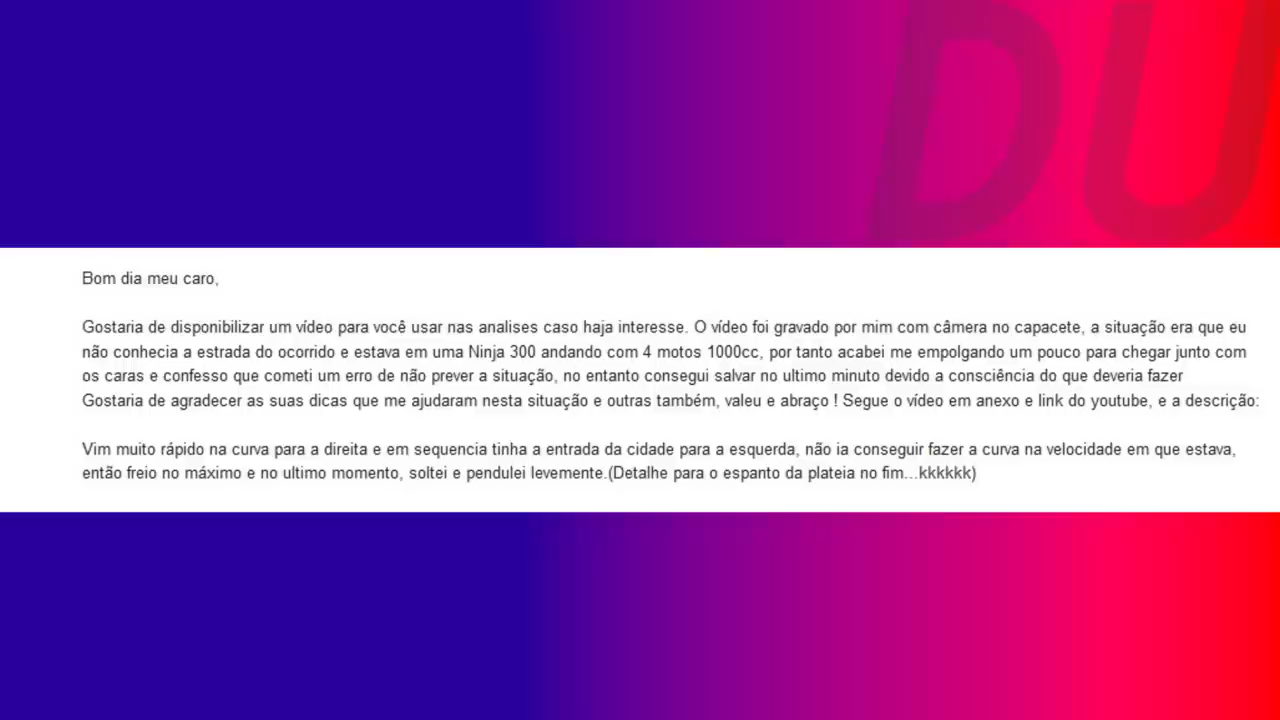 DU
Bom dia meu caro,
Gostaria de disponibilizar um vídeo para você usar nas analises caso haja interesse. O vídeo foi gravado por mim com câmera no capacete, a situação era que eu
não conhecia a estrada do ocorrido e estava em uma Ninja 300 andando com 4 motos 1000cc, por tanto acabei me empolgando um pouco para chegar junto com
os caras e confesso que cometi um erro de não prever a situação, no entanto consegui salvar no ultimo minuto devido a consciência do que deveria fazer
Gostaria de agradecer as suas dicas que me ajudaram nesta situação e outras também, valeu e abraço ! Segue o vídeo em anexo e link do youtube, e a descrição:
Vim muito rápido na curva para a direita e em sequencia tinha a entrada da cidade para a esquerda, não ia conseguir fazer a curva na velocidade em que estava,
então freio no máximo e no ultimo momento, soltei e pendulei levemente.(Detalhe para o espanto da plateia no fim...kkkkkk)